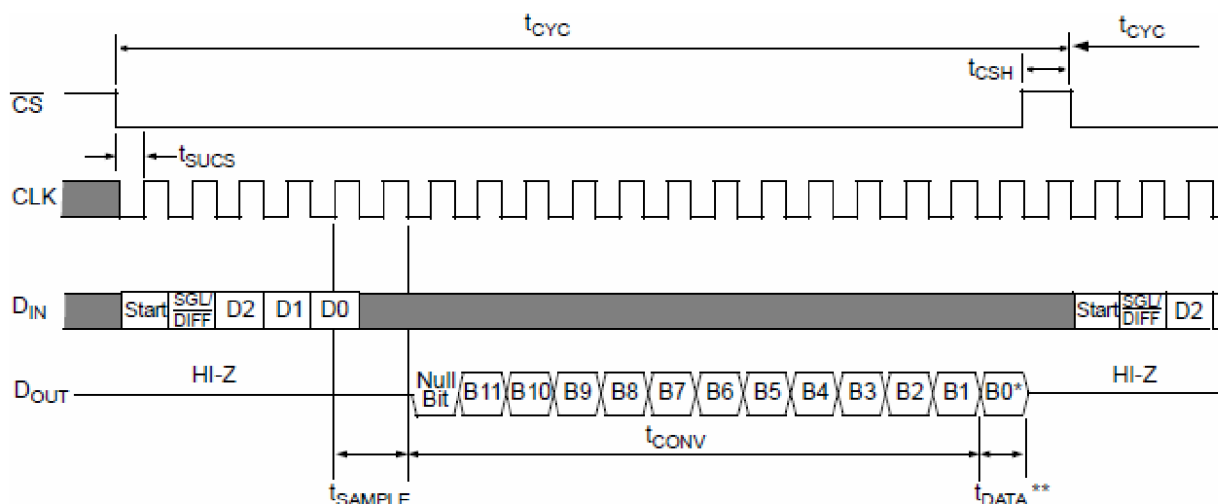 tCYC
tCYC
tCSH
CS
tSUCS
CLK
DIN
Start SGL/DIFF D2 D1 D0
Start SGL/DIFF D2
HI-Z
HI-Z
DOUT
Null Bit B11 B10 B9 B8 B7 B6 B5 B4 B3 B2 B1 B0*
tCONV
tSAMPLE
tDATA**